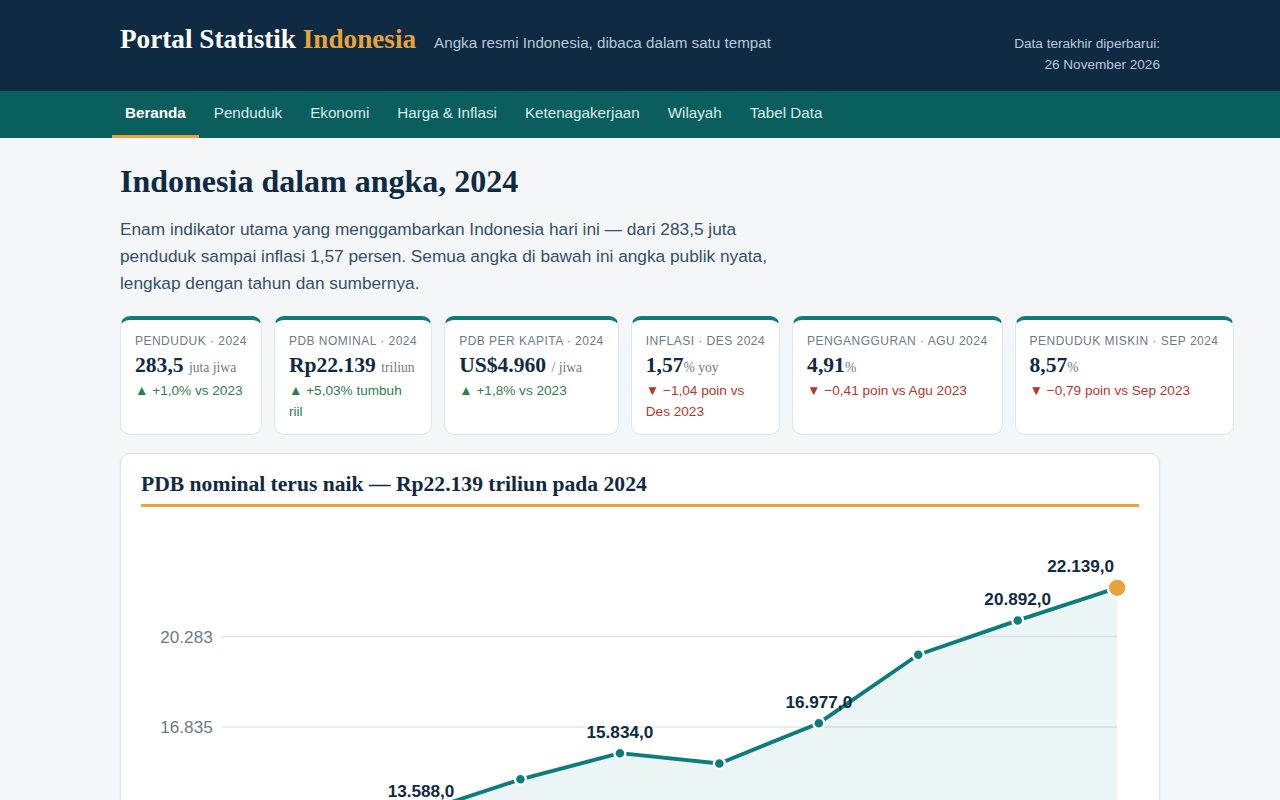 Portal Statistik Indonesia
Angka resmi Indonesia, dibaca dalam satu tempat
Data terakhir diperbarui:
26 November 2026
Beranda
Penduduk
Ekonomi
Harga & Inflasi
Ketenagakerjaan
Wilayah
Tabel Data
Indonesia dalam angka, 2024
Enam indikator utama yang menggambarkan Indonesia hari ini — dari 283,5 juta
penduduk sampai inflasi 1,57 persen. Semua angka di bawah ini angka publik nyata,
lengkap dengan tahun dan sumbernya.
PENDUDUK · 2024
283,5 juta jiwa
▲ +1,0% vs 2023
PDB NOMINAL · 2024
Rp22.139 triliun
▲ +5,03% tumbuh
riil
PDB PER KAPITA · 2024
US$4.960 / jiwa
▲ +1,8% vs 2023
INFLASI · DES 2024
1,57% yoy
▼ −1,04 poin vs
Des 2023
PENGANGGURAN · AGU 2024
4,91%
▼ −0,41 poin vs Agu 2023
PENDUDUK MISKIN · SEP 2024
8,57%
▼ −0,79 poin vs Sep 2023
PDB nominal terus naik — Rp22.139 triliun pada 2024
22.139,0
20.892,0
20.283
16.977,0
16.835
15.834,0
13.588,0